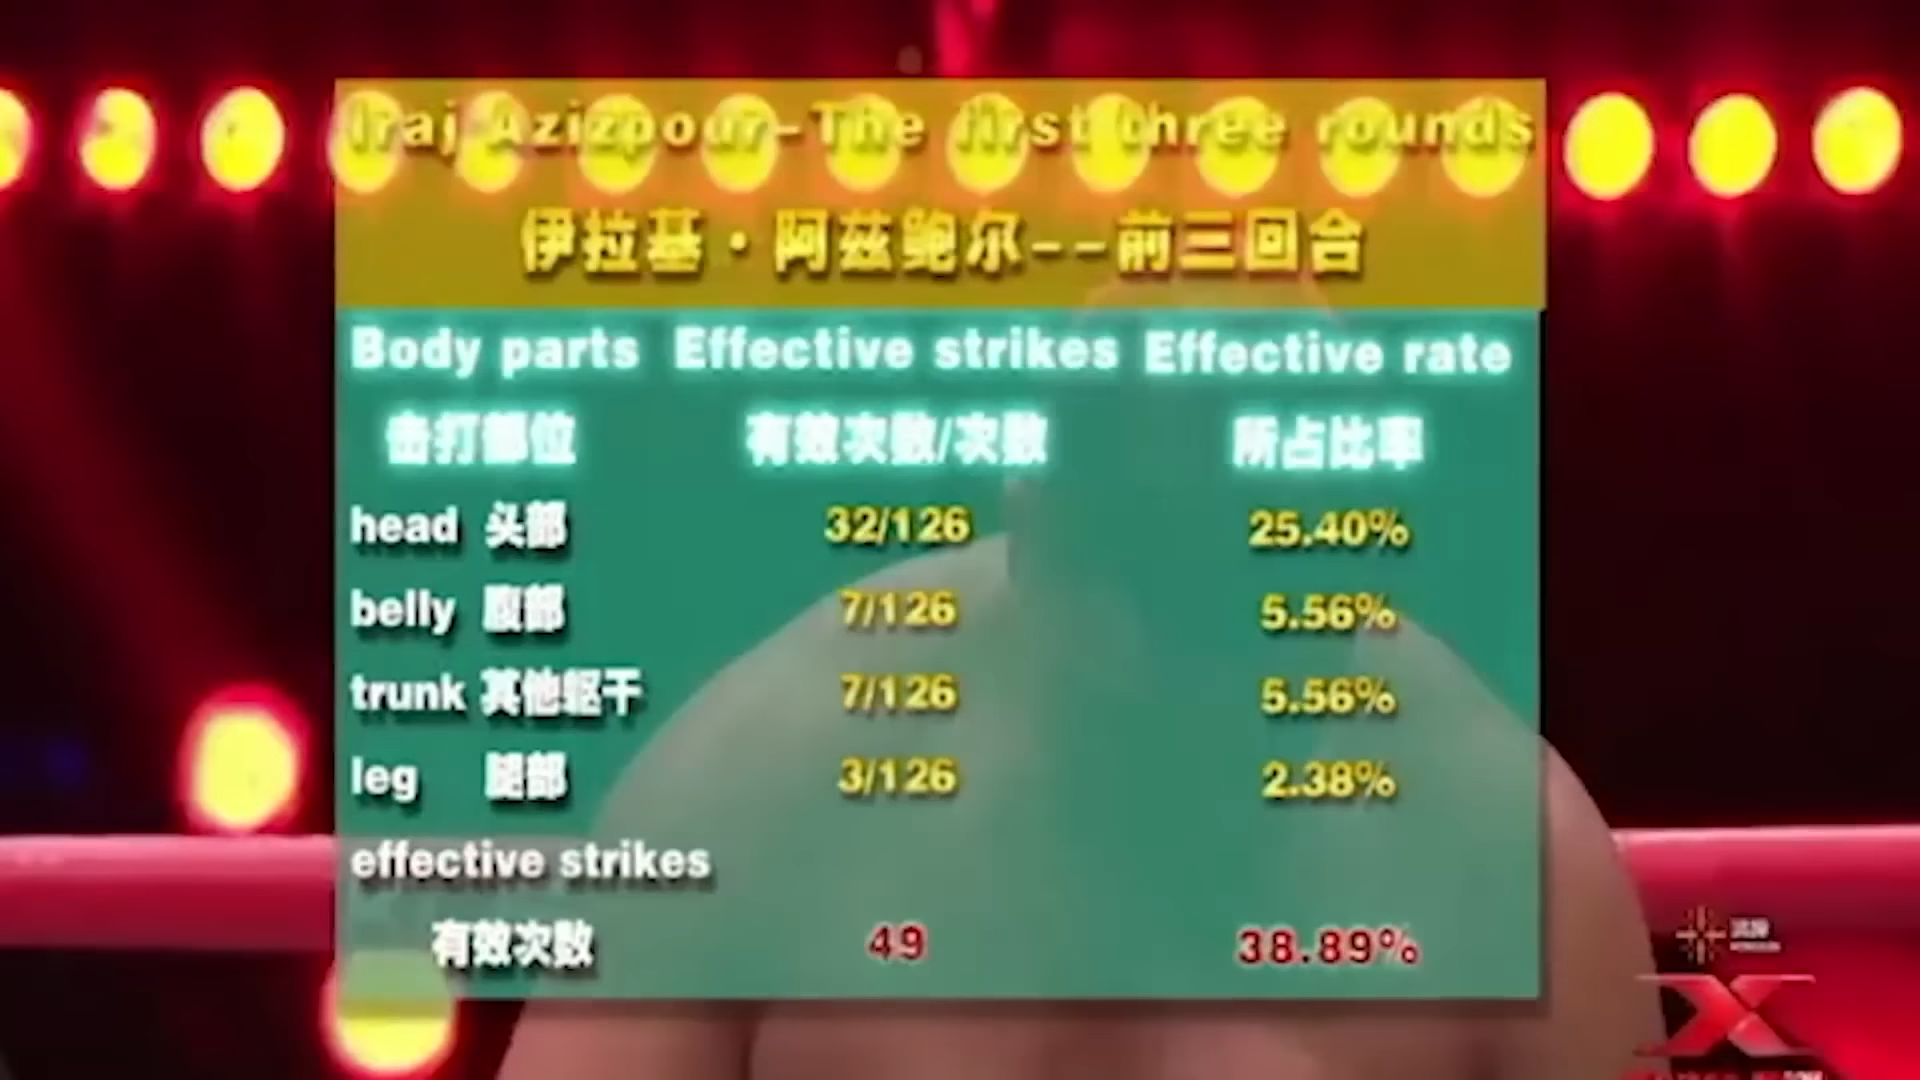 Iraj Azizpour-The first three rounds
伊拉基·阿兹鲍尔--前三回合
Body parts Effective strikes Effective rate
击打部位 有效次数/次数 所占比率
head 头部 32/126 25.40%
belly 腹部 7/126 5.56%
trunk 其他躯干 7/126 5.56%
leg 腿部 3/126 2.38%
effective strikes
有效次数 49 38.89%
X